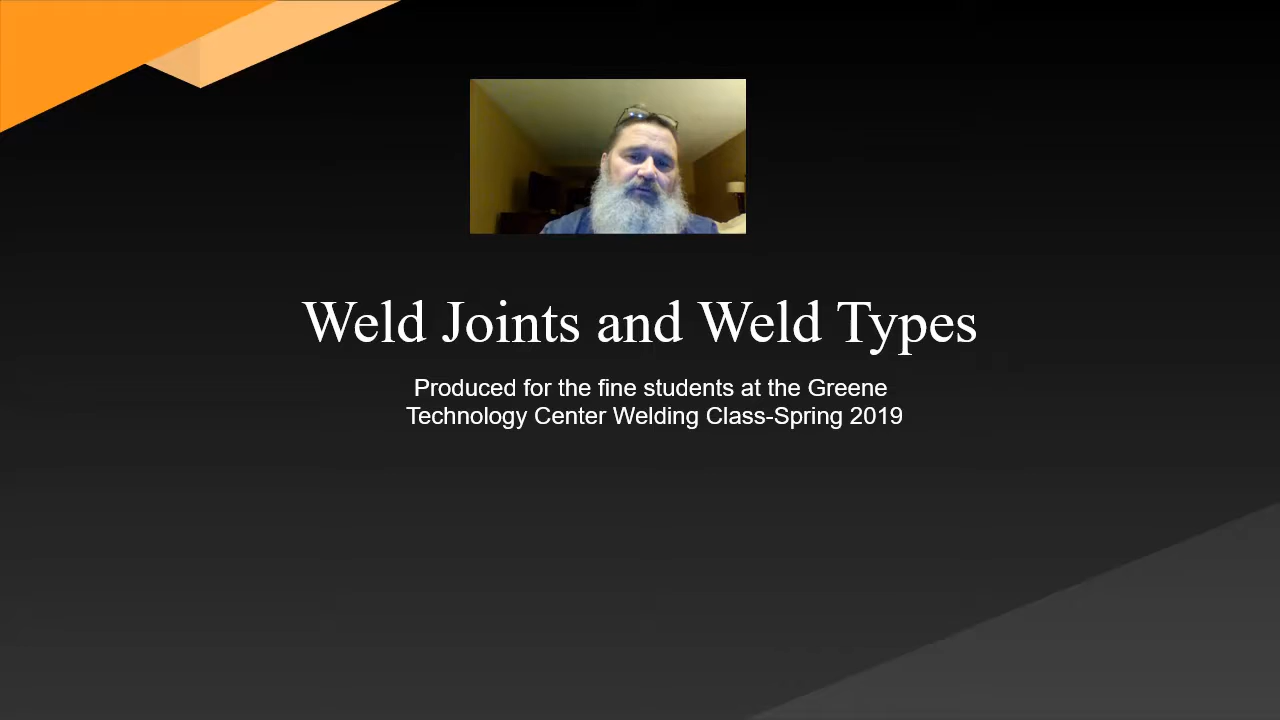 Weld Joints and Weld Types
Produced for the fine students at the Greene
Technology Center Welding Class-Spring 2019